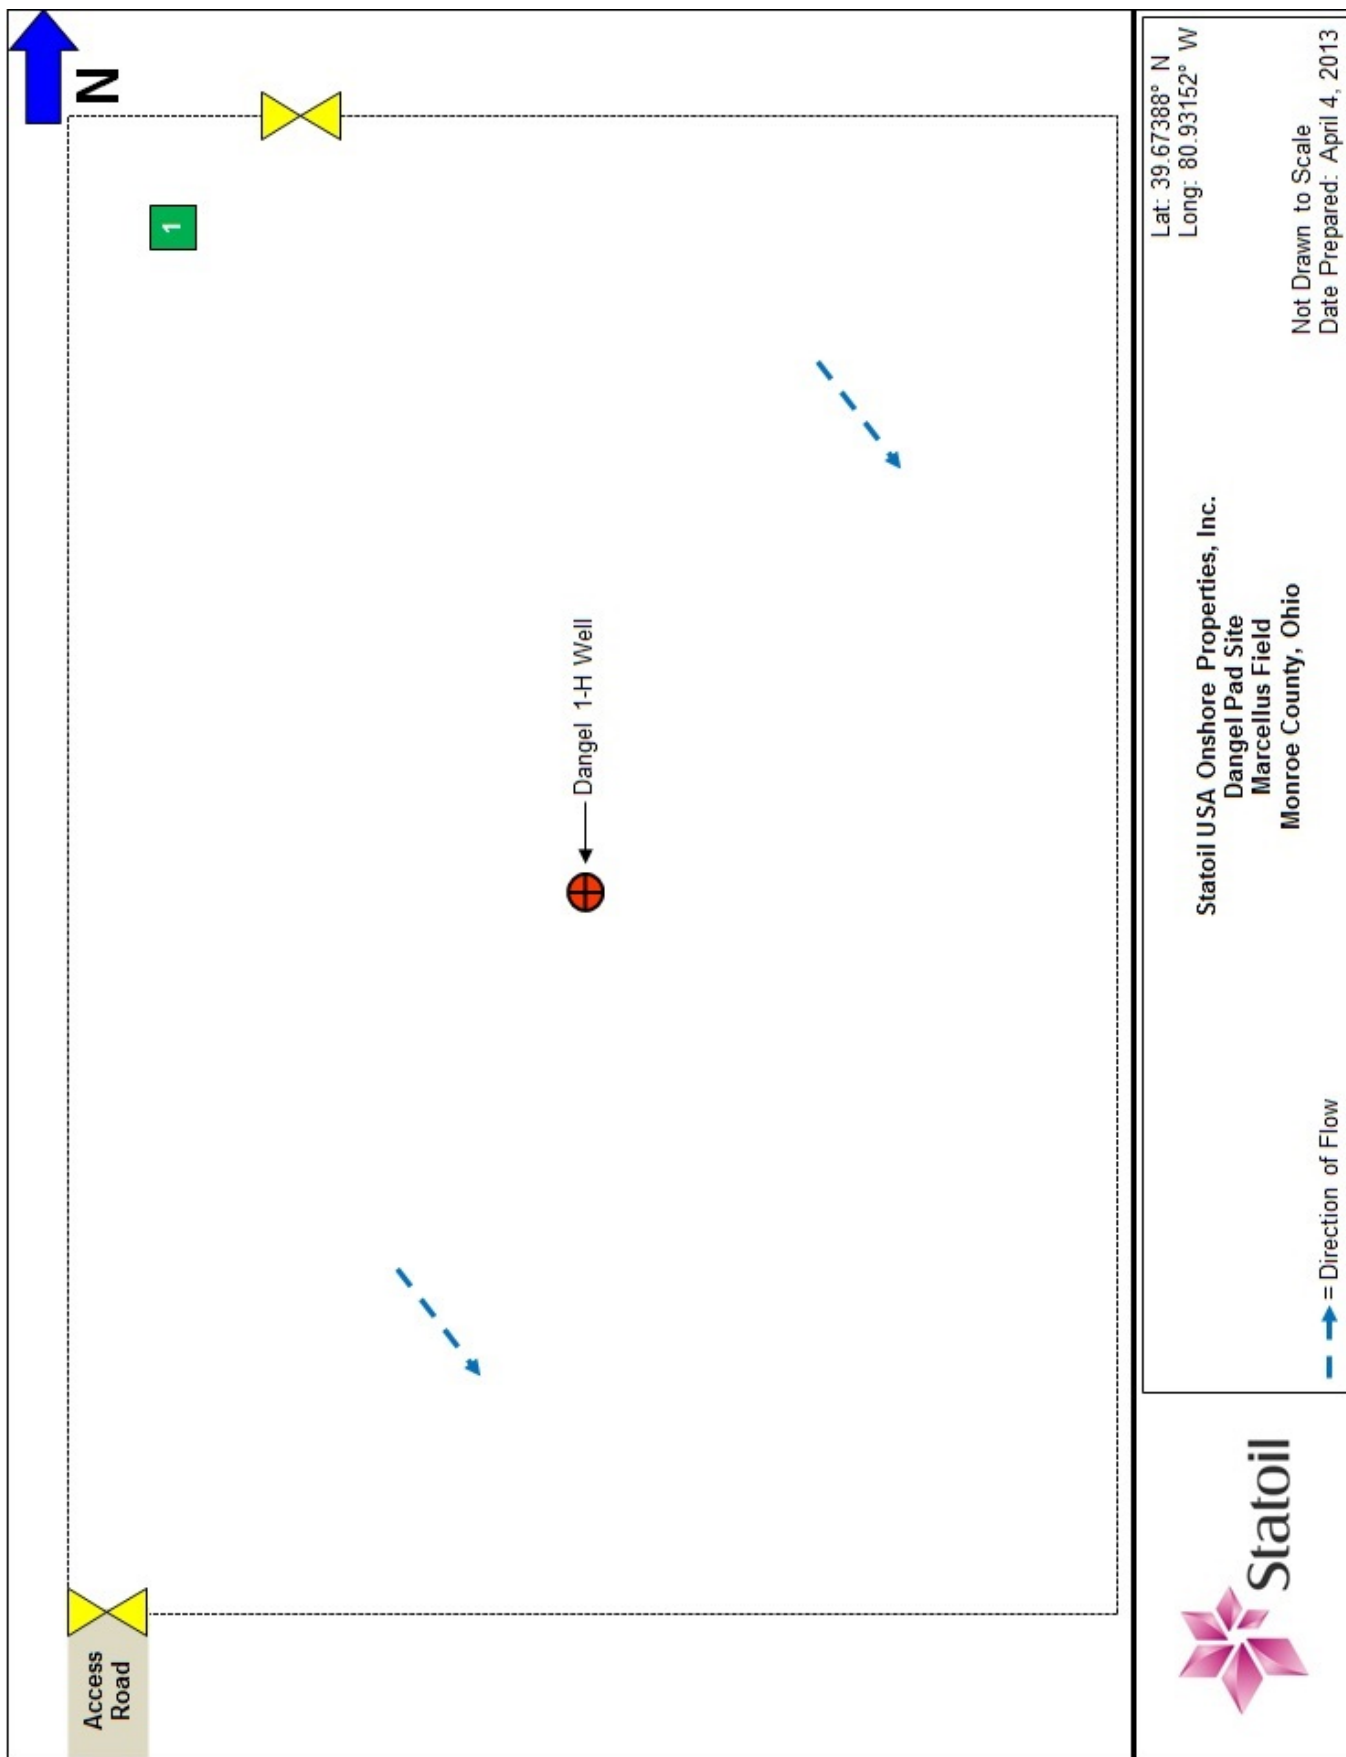 N
1
Dangel 1-H Well
Access
Road
Lat: 39.67388° N
Long: 80.93152° W
Statoil USA Onshore Properties, Inc.
Dangel Pad Site
Marcellus Field
Monroe County, Ohio
Not Drawn to Scale
Date Prepared: April 4, 2013
= Direction of Flow
Statoil